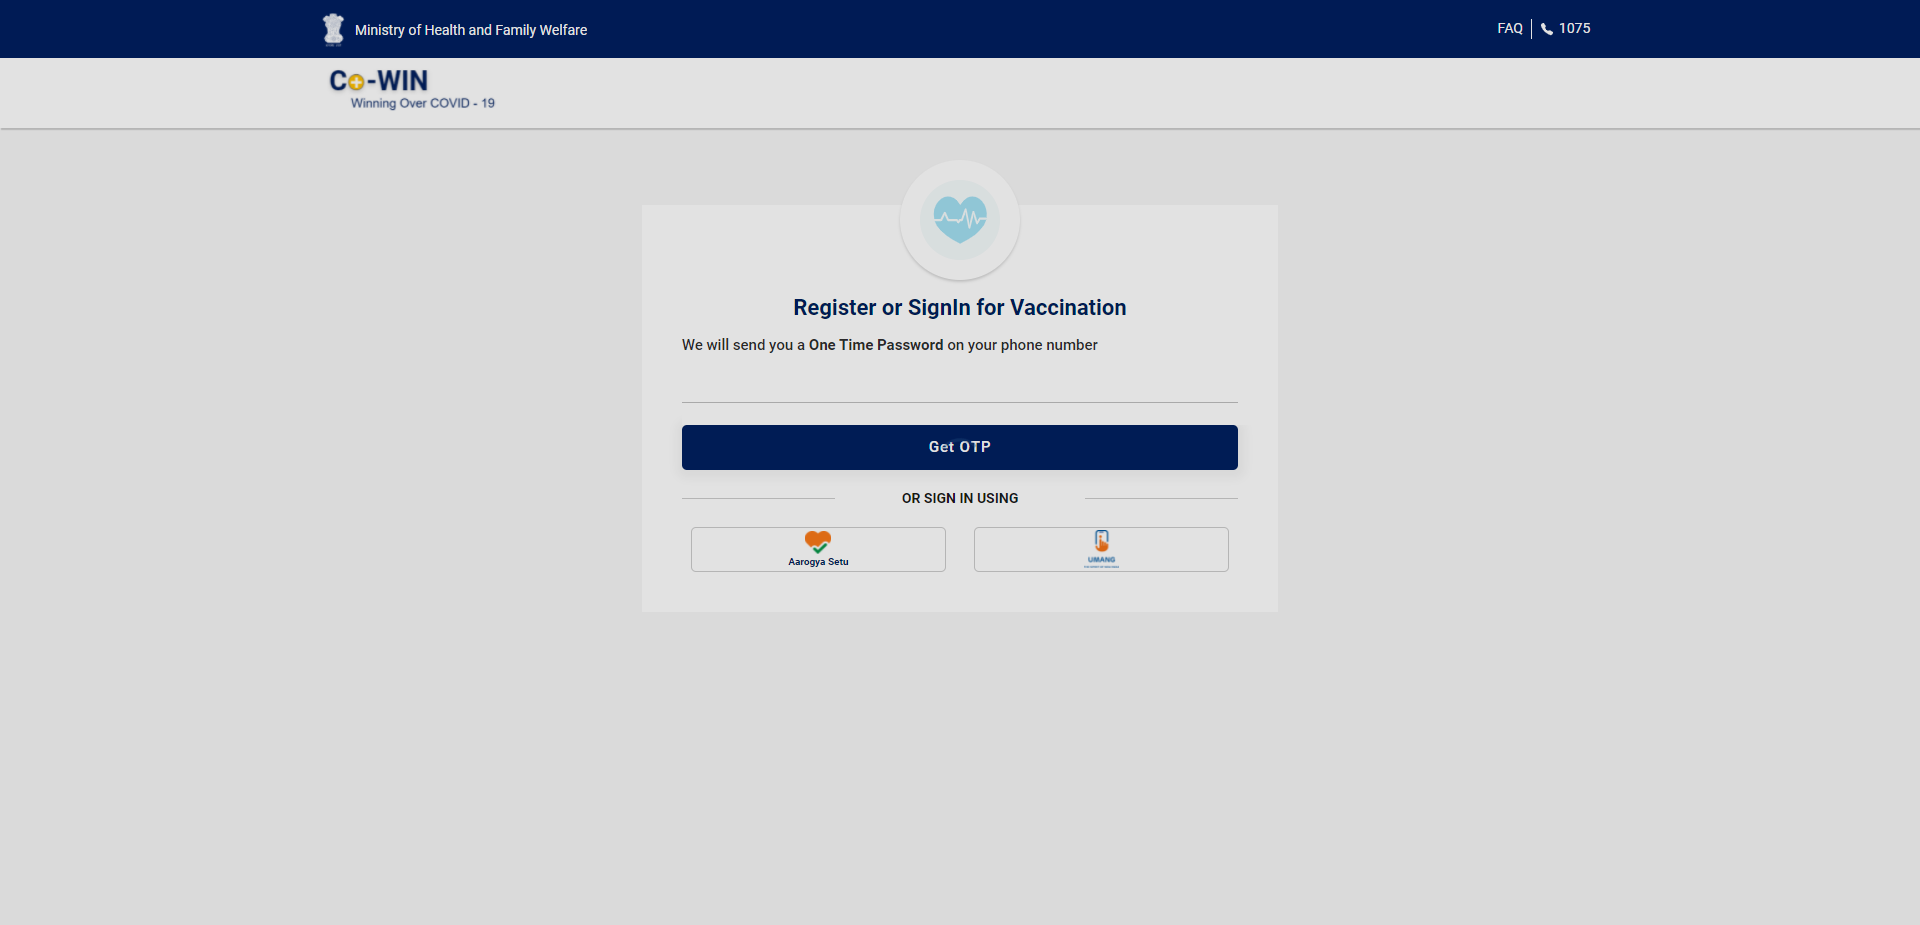 Ministry of Health and Family Welfare
FAQ
1075
Co-WIN
Winning Over COVID - 19
Register or SignIn for Vaccination
We will send you a One Time Password on your phone number
Get OTP
OR SIGN IN USING
Aarogya Setu
UMANG